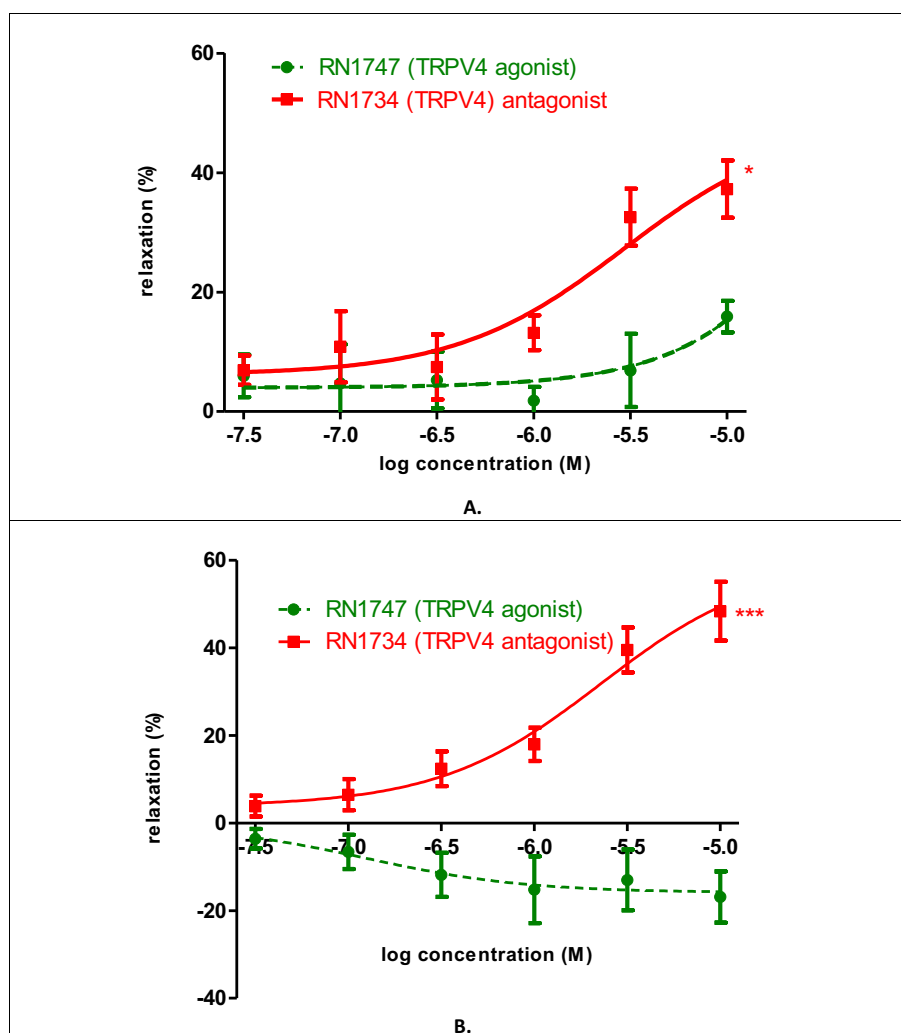 60
RN1747 (TRPV4 agonist)
RN1734 (TRPV4) antagonist
40
*
relaxation (%)
20
0
-7.5 -7.0 -6.5 -6.0 -5.5 -5.0
log concentration (M)
A.
60
RN1747 (TRPV4 agonist)
***
40
RN1734 (TRPV4 antagonist)
relaxation (%)
20
0
-7.5 -7.0 -6.5 -6.0 -5.5 -5.0
-20
log concentration (M)
-40
B.